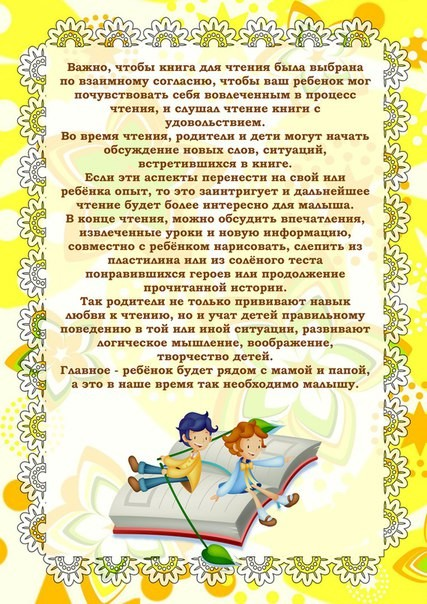 Важно, чтобы книга для чтения была выбрана
по взаимному согласию, чтобы ваш ребенок мог
почувствовать себя вовлеченным в процесс
чтения, и слушал чтение книги с
удовольствием.
Во время чтения, родители и дети могут начать
обсуждение новых слов, ситуаций,
встретившихся в книге.
Если эти аспекты перенести на свой или
ребёнка опыт, то это заинтригует и дальнейшее
чтение будет более интересно для малыша.
В конце чтения, можно обсудить впечатления,
извлеченные уроки и новую информацию,
совместно с ребёнком нарисовать, слепить из
пластилина или из солёного теста
понравившихся героев или продолжение
прочитанной истории.
Так родители не только прививают навык
любви к чтению, но и учат детей правильному
поведению в той или иной ситуации, развивают
логическое мышление, воображение,
творчество детей.
Главное - ребёнок будет рядом с мамой и папой,
а это в наше время так необходимо малышу.